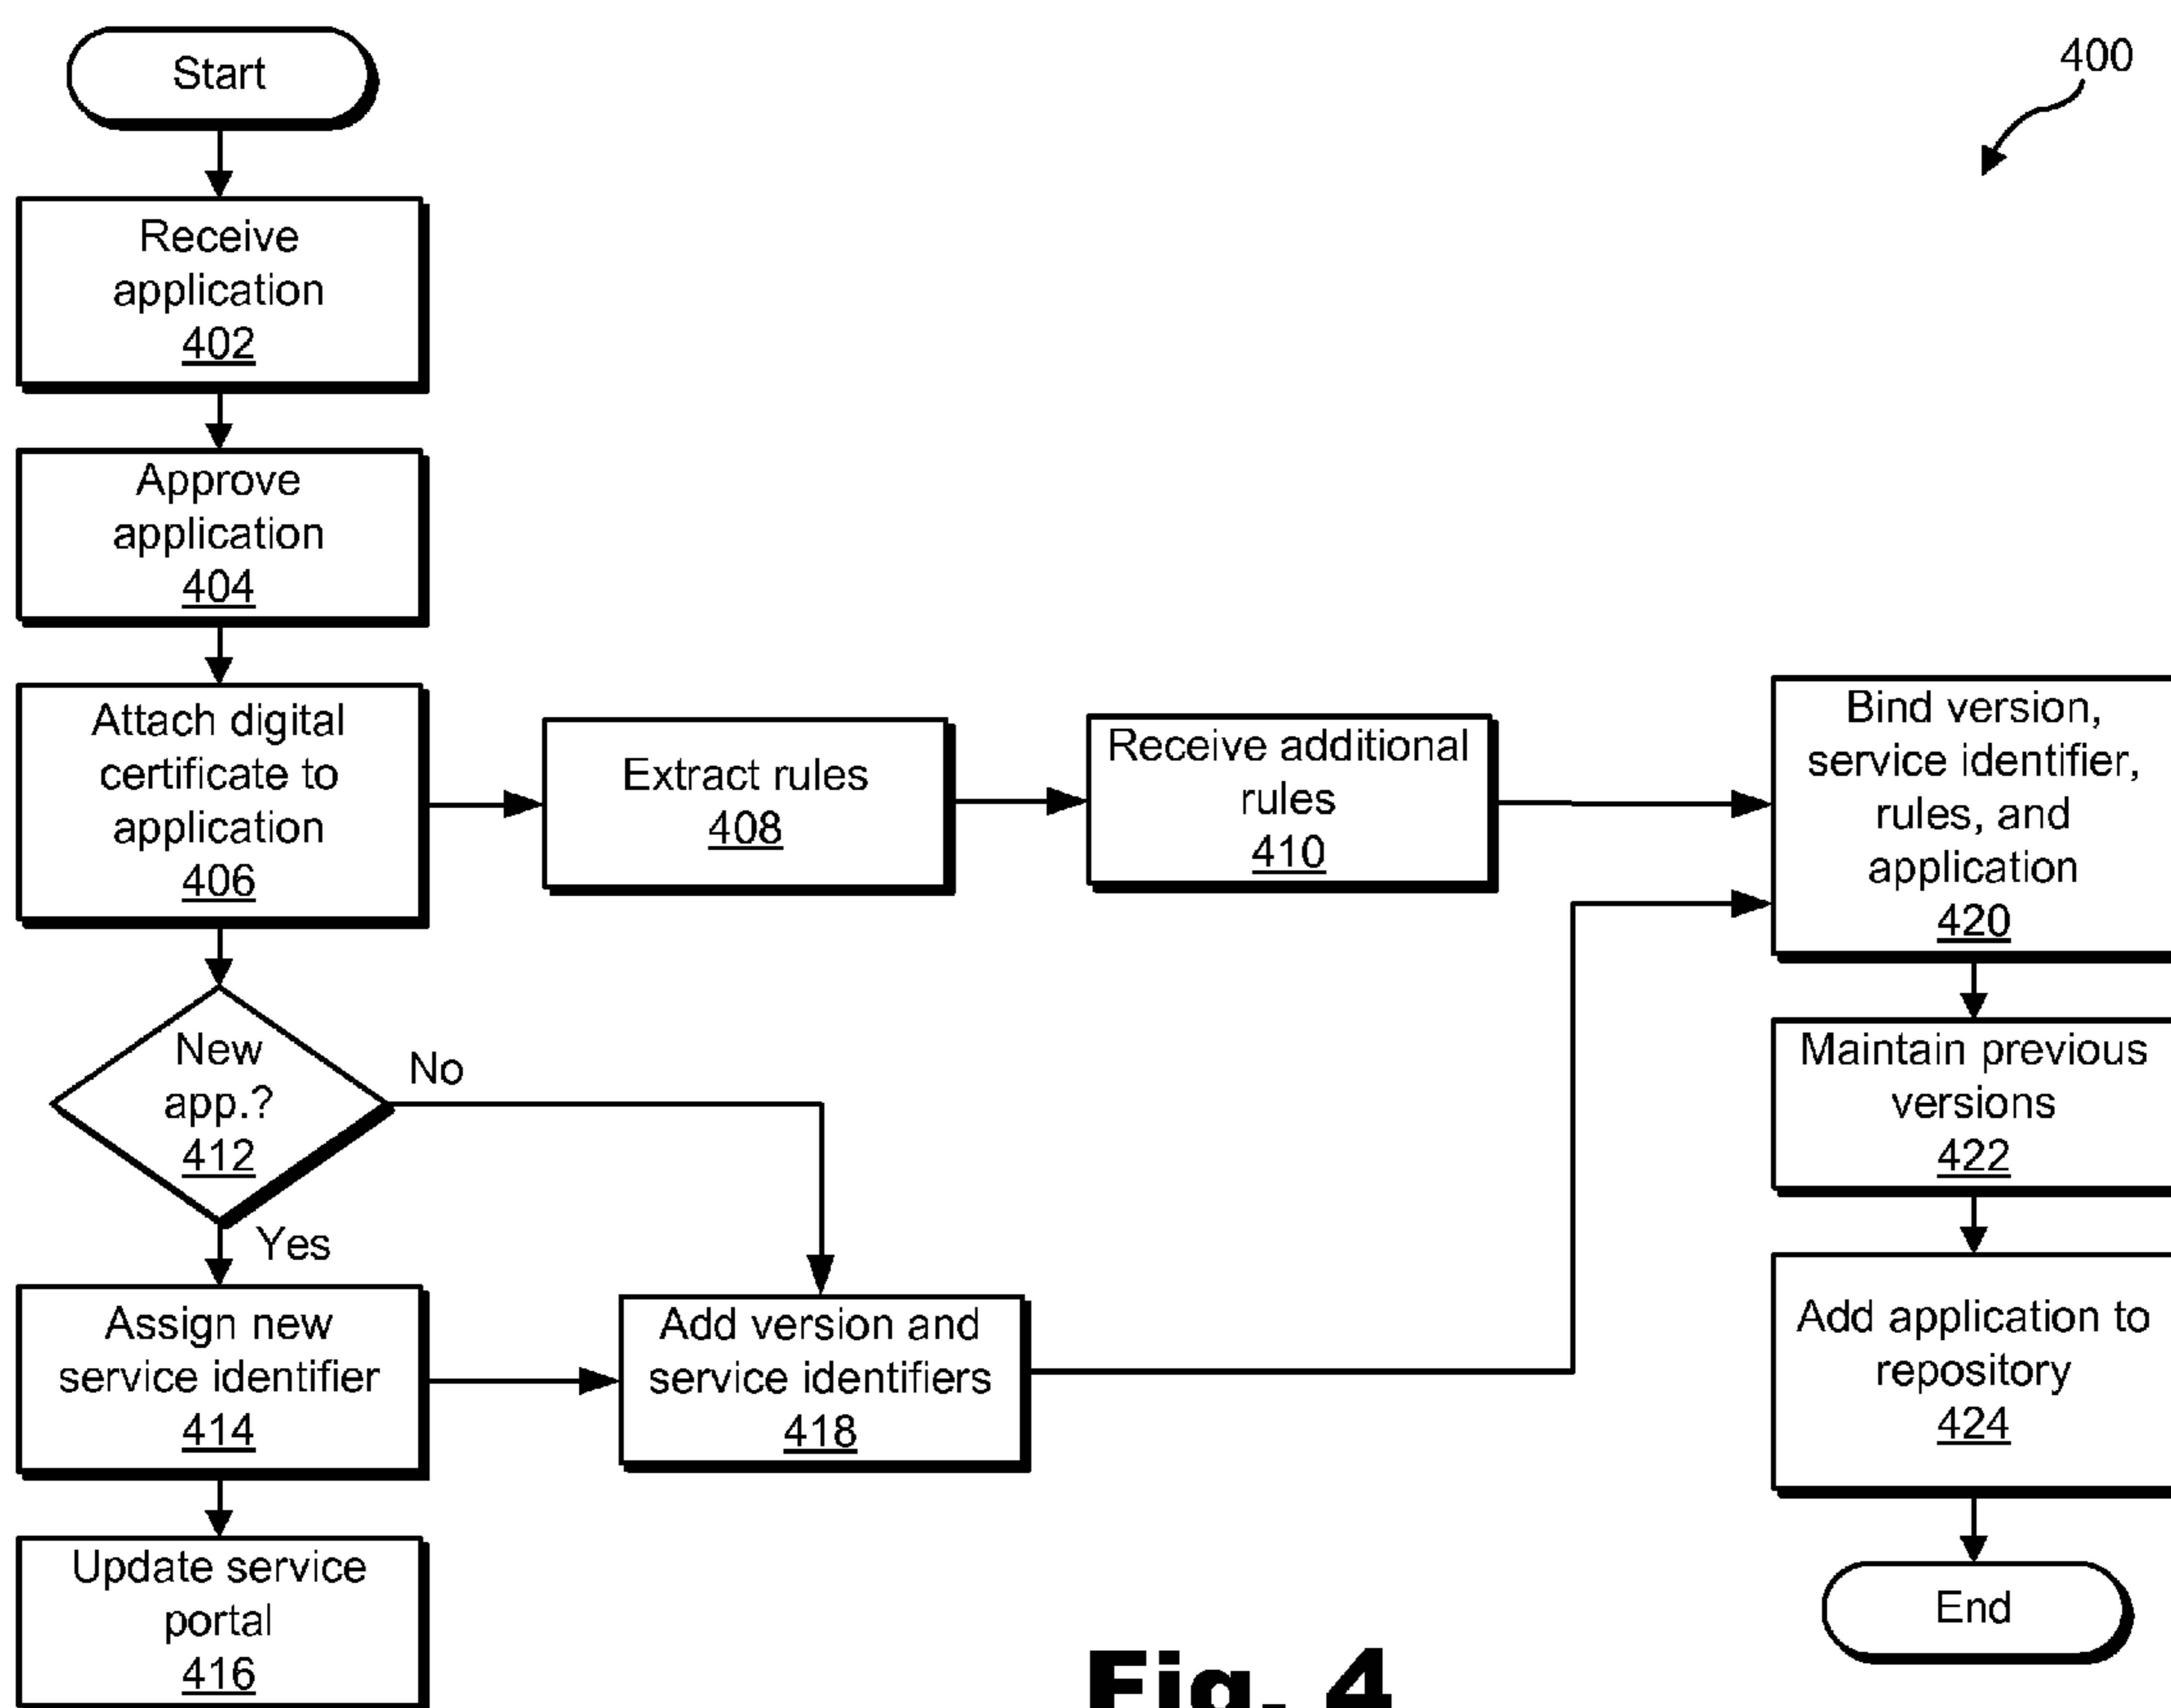 Start
400
Receive
application
402
Approve
application
404
Attach digital
certificate to
application
406
Extract rules
408
Receive additional
rules
410
Bind version,
service identifier,
rules, and
application
420
New
app.?
412
No
Yes
Maintain previous
versions
422
Assign new
service identifier
414
Add version and
service identifiers
418
Add application to
repository
424
Update service
portal
416
End
Fig. 4